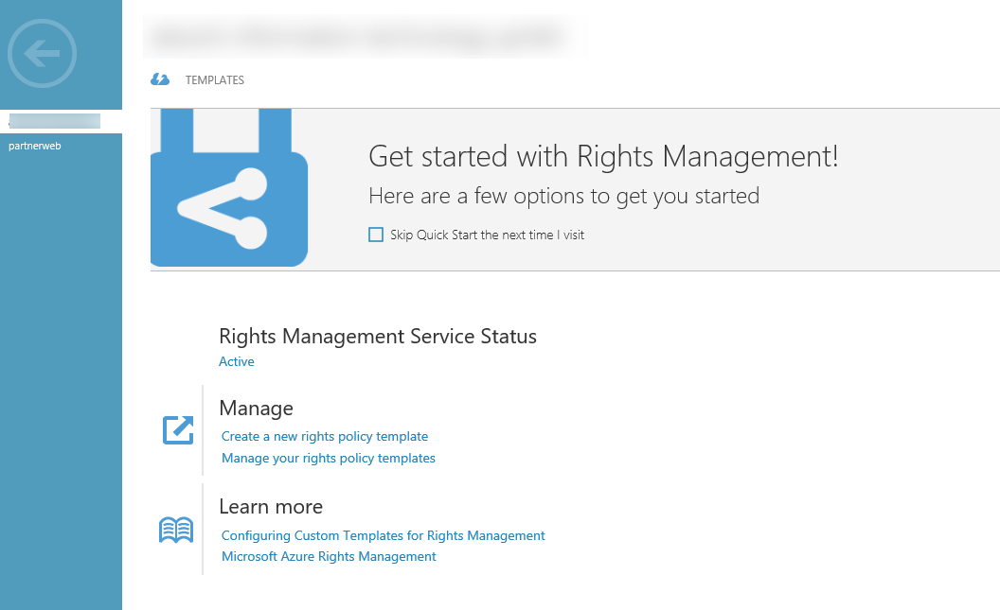 TEMPLATES
partnerweb
Get started with Rights Management!
Here are a few options to get you started
Skip Quick Start the next time I visit
Rights Management Service Status
Active
Manage
Create a new rights policy template
Manage your rights policy templates
Learn more
Configuring Custom Templates for Rights Management
Microsoft Azure Rights Management